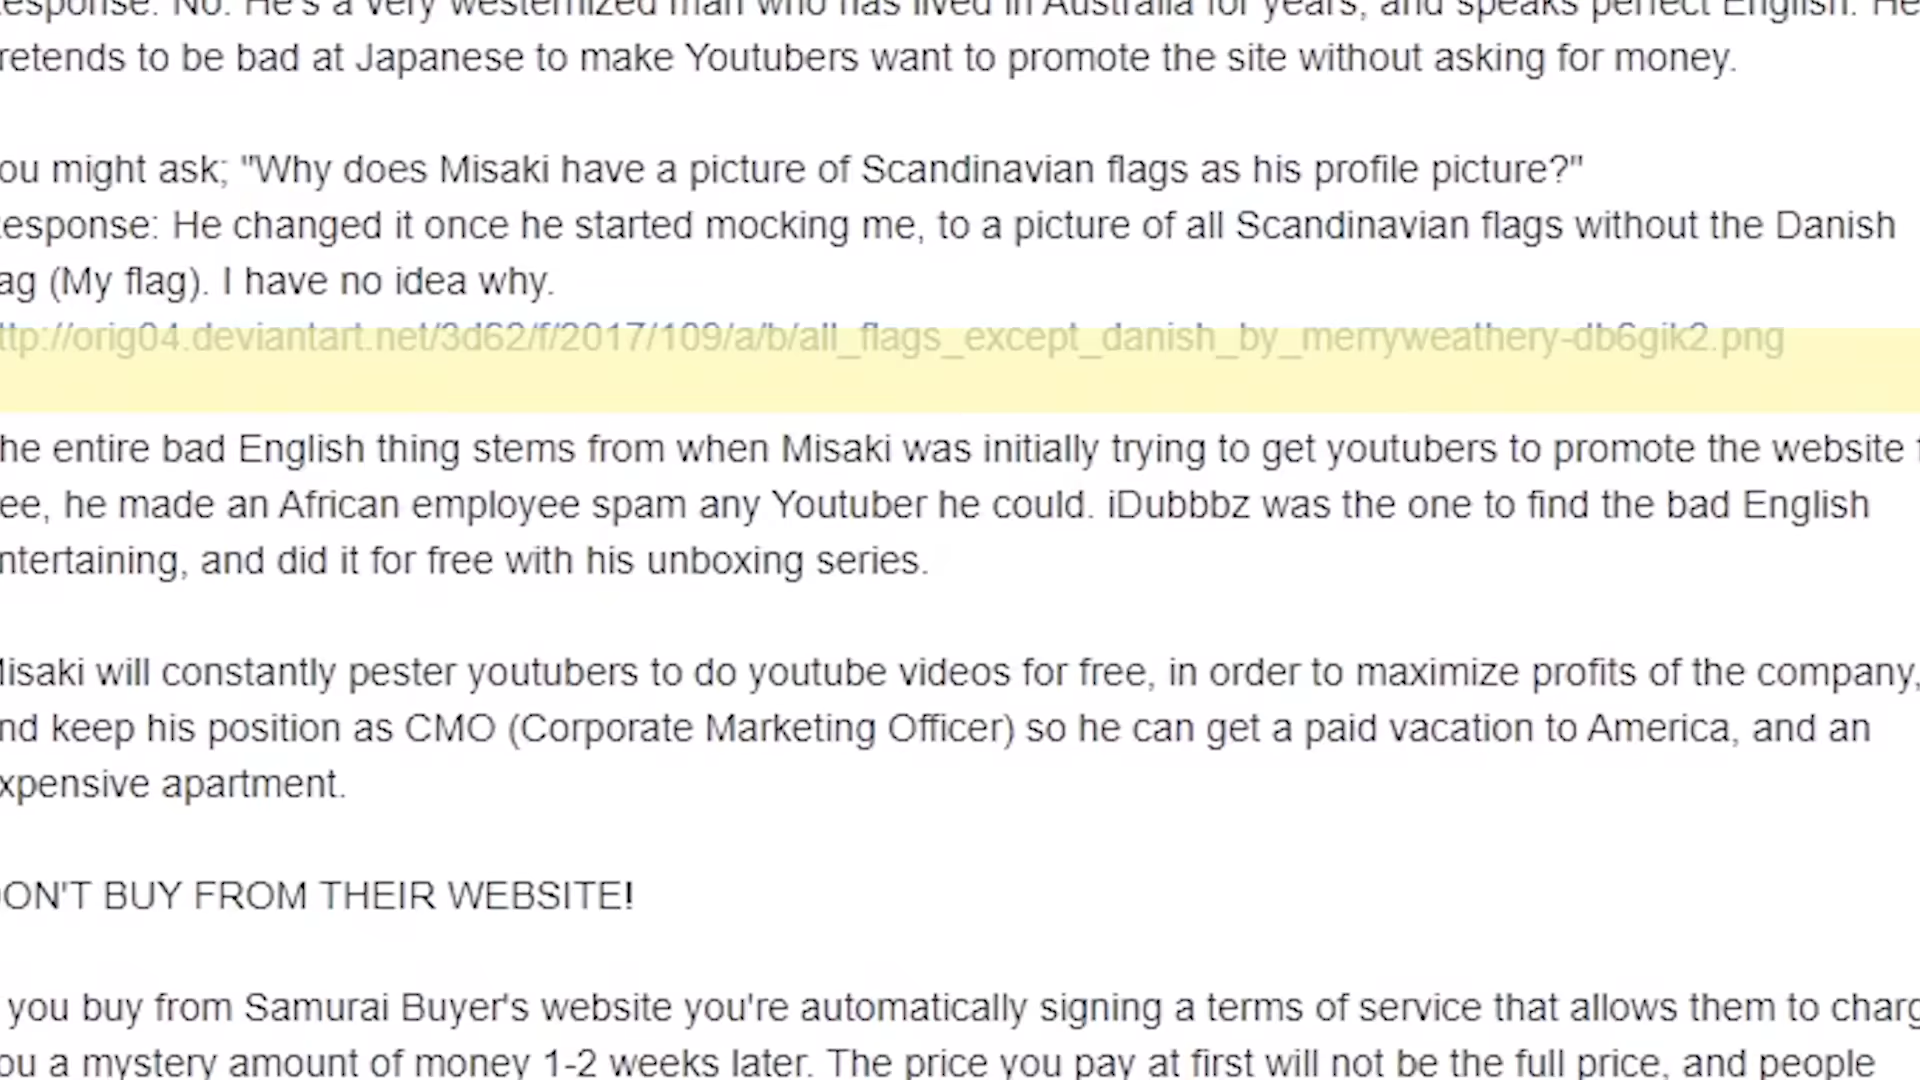 esponse: No. He's a very westernized man who has lived in Australia for years, and speaks perfect English. He
retends to be bad at Japanese to make Youtubers want to promote the site without asking for money.
ou might ask; "Why does Misaki have a picture of Scandinavian flags as his profile picture?"
esponse: He changed it once he started mocking me, to a picture of all Scandinavian flags without the Danish
ag (My flag). I have no idea why.
ttp://orig04.deviantart.net/3d62/f/2017/109/a/b/all_flags_except_danish_by_merryweathery-db6gik2.png
he entire bad English thing stems from when Misaki was initially trying to get youtubers to promote the website f
ee, he made an African employee spam any Youtuber he could. iDubbbz was the one to find the bad English
ntertaining, and did it for free with his unboxing series.
isaki will constantly pester youtubers to do youtube videos for free, in order to maximize profits of the company,
nd keep his position as CMO (Corporate Marketing Officer) so he can get a paid vacation to America, and an
xpensive apartment.
ON'T BUY FROM THEIR WEBSITE!
you buy from Samurai Buyer's website you're automatically signing a terms of service that allows them to charg
ou a mystery amount of money 1-2 weeks later. The price you pay at first will not be the full price, and people